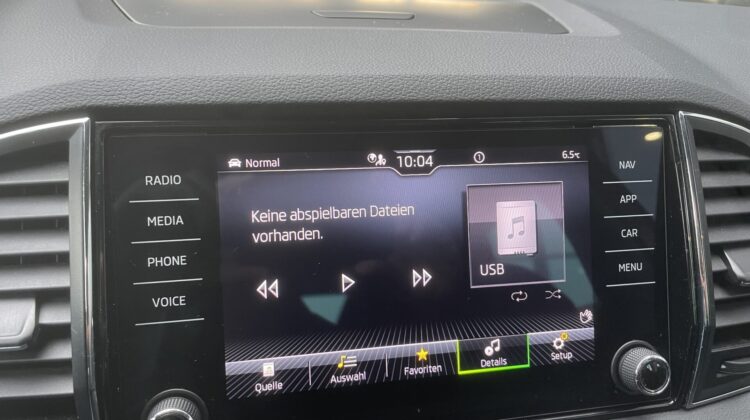 Normal
10:04
1
6.5°C
RADIO
MEDIA
PHONE
VOICE
Keine abspielbaren Dateien
vorhanden.
USB
NAV
APP
CAR
MENU
Quelle
Auswahl
Favoriten
Details
Setup